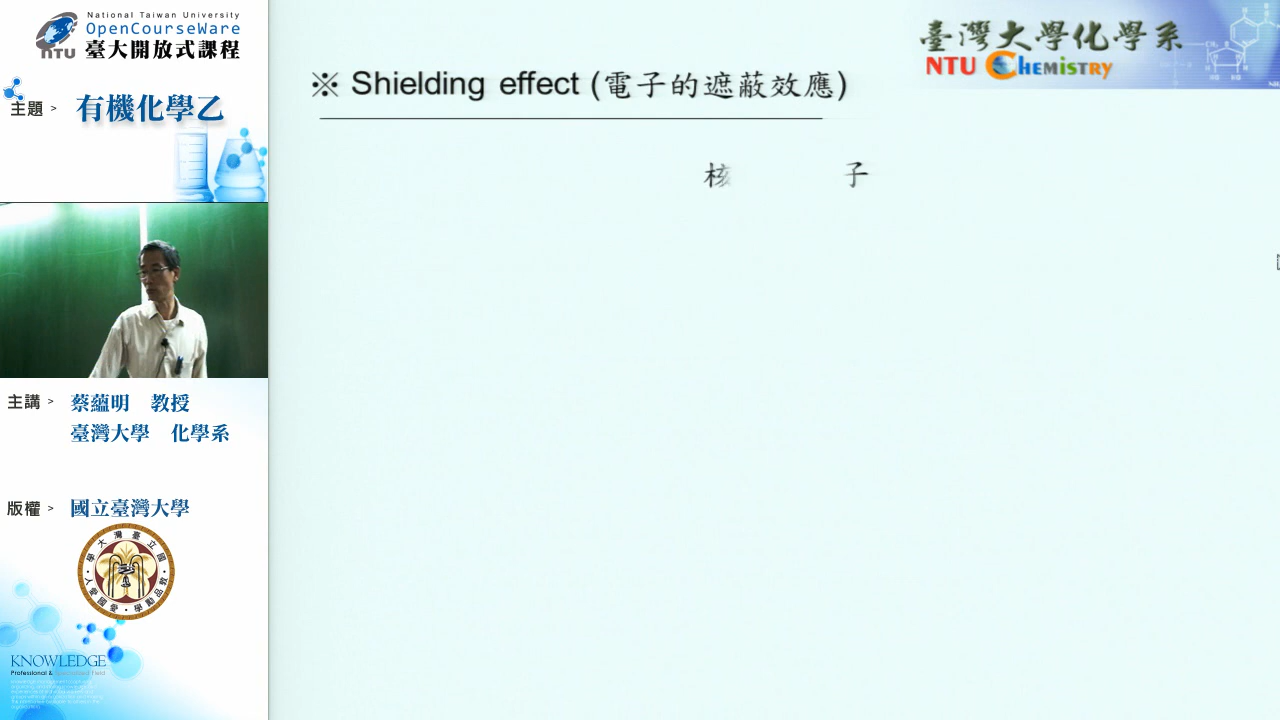 National Taiwan University
OpenCourseWare
NTU 臺大開放式課程
主題 > 有機化學乙
主講 > 蔡蘊明 教授
臺灣大學 化學系
版權 > 國立臺灣大學
KNOWLEDGE
Professional &
※ Shielding effect (電子的遮蔽效應)
核 子
臺灣大學化學系
NTU Chemistry